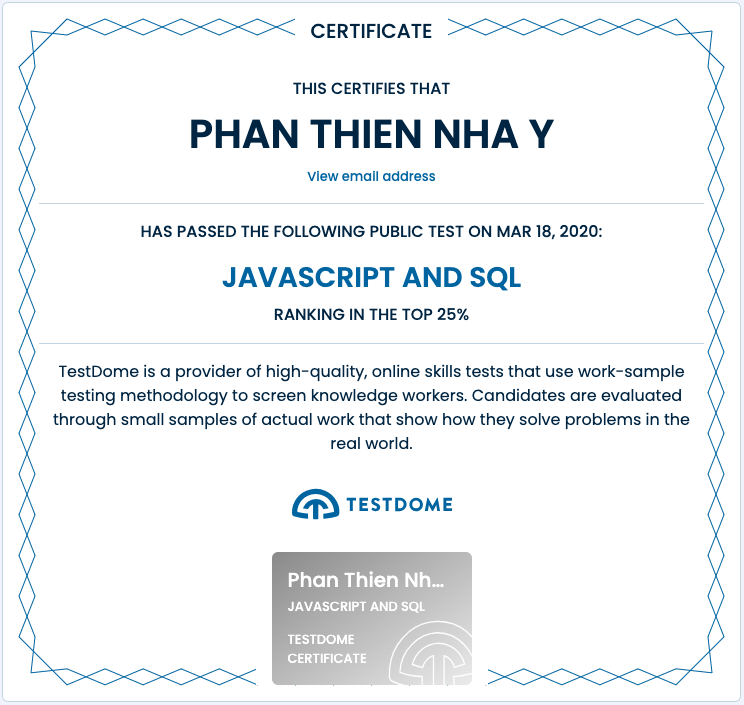 CERTIFICATE
THIS CERTIFIES THAT
PHAN THIEN NHA Y
View email address
HAS PASSED THE FOLLOWING PUBLIC TEST ON MAR 18, 2020:
JAVASCRIPT AND SQL
RANKING IN THE TOP 25%
TestDome is a provider of high-quality, online skills tests that use work-sample
testing methodology to screen knowledge workers. Candidates are evaluated
through small samples of actual work that show how they solve problems in the
real world.
TESTDOME
Phan Thien Nh...
JAVASCRIPT AND SQL
TESTDOME
CERTIFICATE